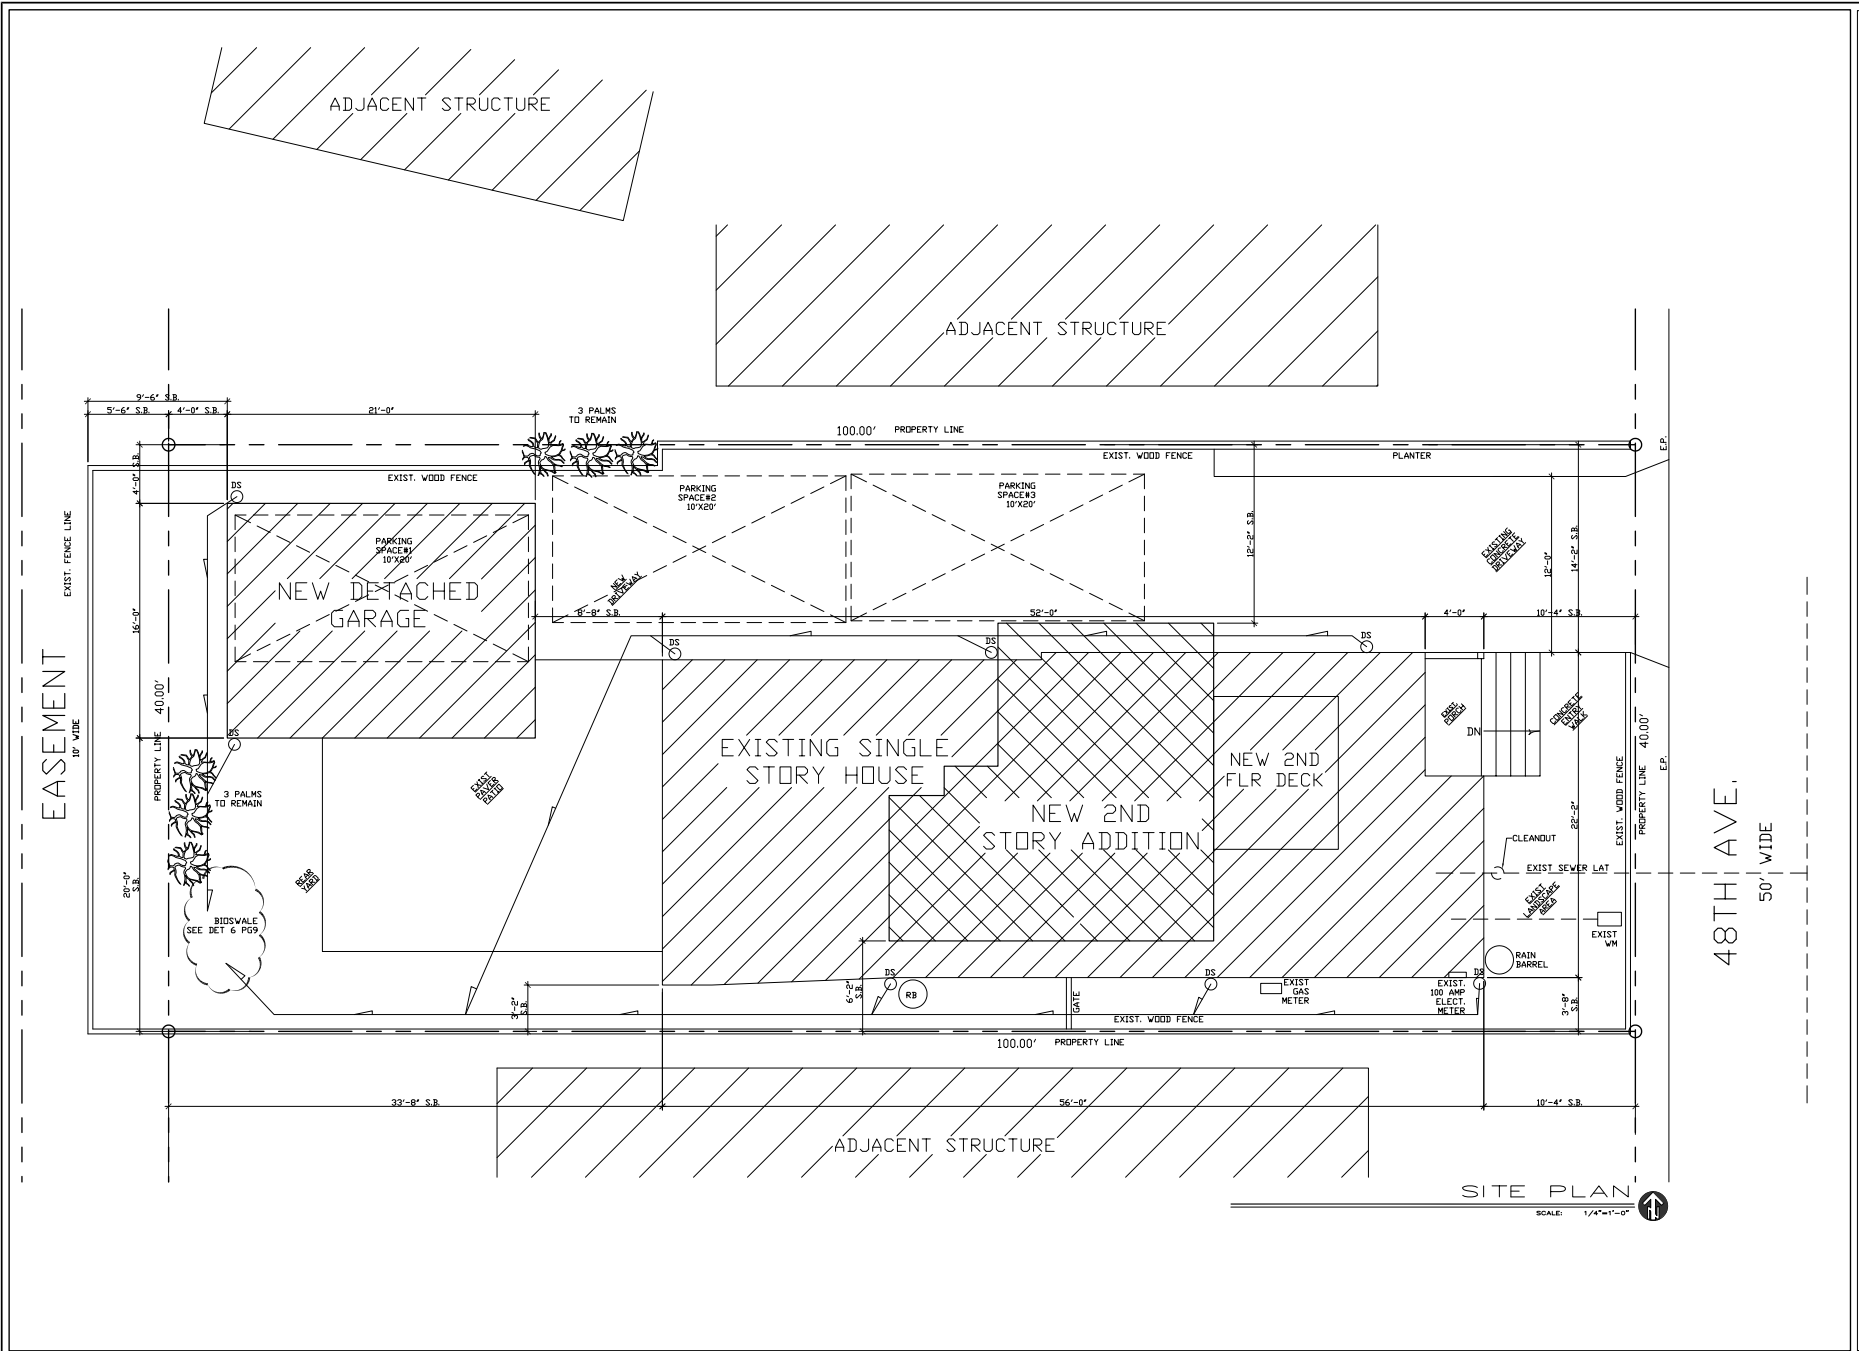 ADJACENT STRUCTURE
ADJACENT STRUCTURE
9'-6" S.B.
5'-6" S.B.
4'-0" S.B.
21'-0"
3 PALMS
TO REMAIN
100.00' PROPERTY LINE
E.P.
4'-0" S.B.
EXIST. WOOD FENCE
EXIST. WOOD FENCE
PLANTER
DS
PARKING
SPACE#2
10'X20'
PARKING
SPACE#3
10'X20'
EXIST. FENCE LINE
PARKING
SPACE#1
10'X20'
12'-2" S.B.
EXISTING
CONCRETE
DRIVEWAY
12'-0"
14'-2" S.B.
16'-0"
NEW DETACHED
GARAGE
NEW
DRIVEWAY
8'-8" S.B.
52'-0"
4'-0"
10'-4" S.B.
DS
DS
DS
EASEMENT
10' WIDE
PROPERTY LINE 40.00'
DS
EXIST.
PORCH
CONCRETE
ENTRY
WALK
DN
EXISTING SINGLE
STORY HOUSE
NEW 2ND
FLR DECK
EXIST
PAVER
PATIO
3 PALMS
TO REMAIN
NEW 2ND
STORY ADDITION
22'-2"
EXIST. WOOD FENCE
PROPERTY LINE 40.00'
E.P.
48TH AVE.
50' WIDE
CLEANOUT
EXIST SEWER LAT
REAR
YARD
20'-0"
S.B.
EXIST
LANDSCAPE
AREA
BIOSWALE
SEE DET 6 PG9
EXIST
WM
RAIN
BARREL
DS
DS
DS
RB
6'-2"
S.B.
3'-2"
S.B.
GATE
EXIST
GAS
METER
EXIST.
100 AMP
ELECT.
METER
3'-8"
S.B.
EXIST. WOOD FENCE
100.00' PROPERTY LINE
33'-8" S.B.
56'-0"
10'-4" S.B.
ADJACENT STRUCTURE
SITE PLAN
SCALE: 1/4"=1'-0"
N